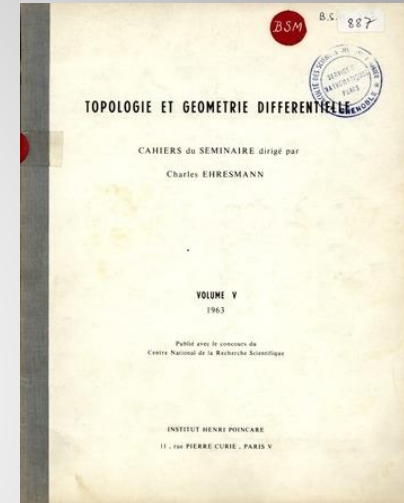 BSM
887
TOPOLOGIE ET GEOMETRIE DIFFERENTIELLE
CAHIERS du SEMINAIRE dirigé par
Charles EHRESMANN
VOLUME V
1963
Publié avec le concours du
Centre National de la Recherche Scientifique
INSTITUT HENRI POINCARE
11 , rue PIERRE CURIE , PARIS V